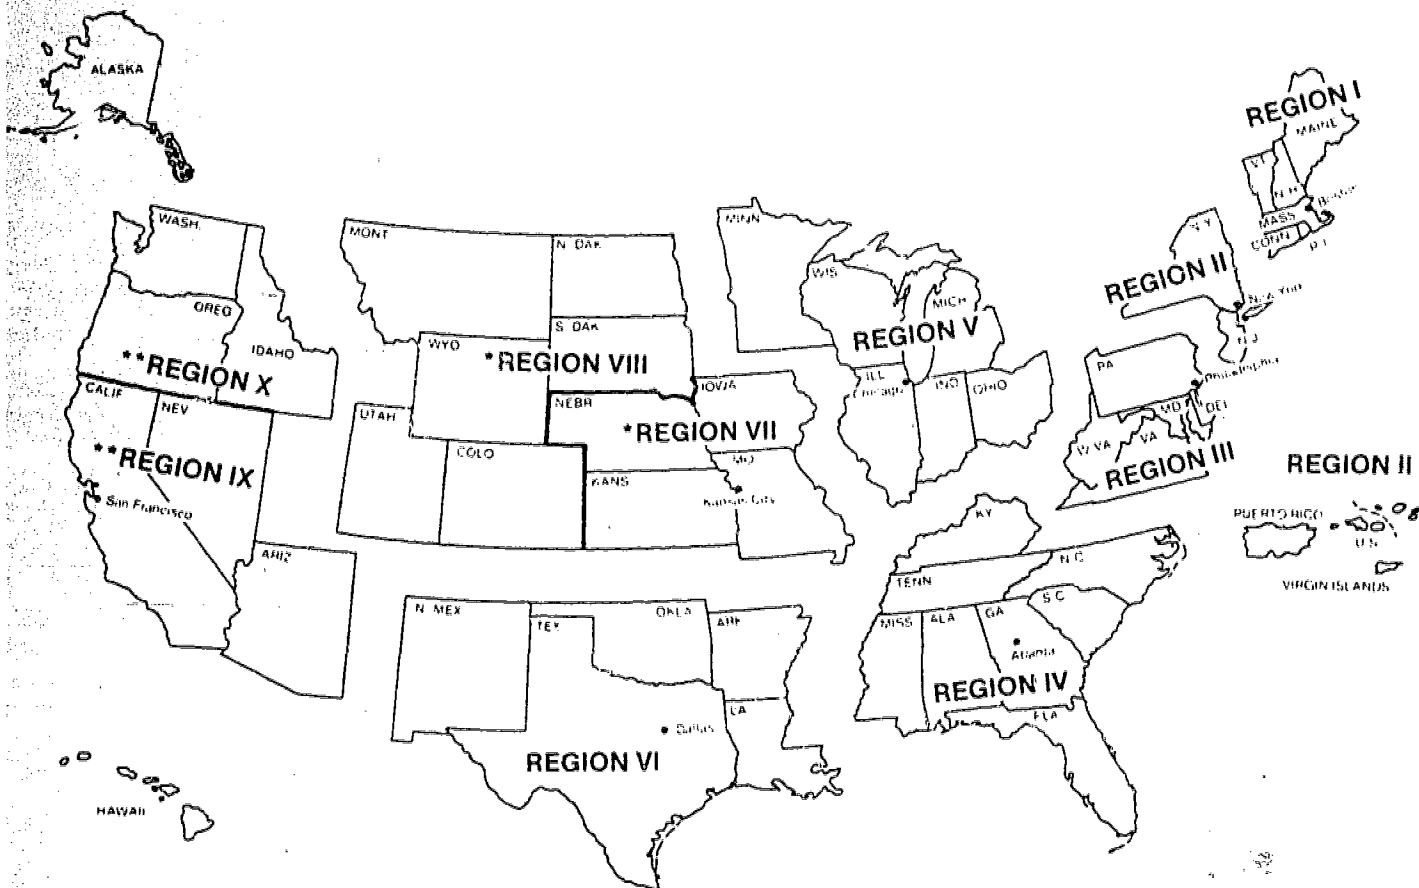 ALASKA
REGION I
MAINE
VT
N.H
Boston
MASS
CONN
R I
WASH.
OREG
IDAHO
**REGION X
MONT
N DAK
S DAK
WYO
*REGION VIII
UTAH
COLO
MINN
WIS
MICH
REGION V
ILL
Chicago
IND
OHIO
N Y
REGION II
New York
N J
PA
Philadelphia
MD
DEL
W VA
VA
REGION III
CALIF
NEV
**REGION IX
San Francisco
ARIZ
NEBR
IOWA
*REGION VII
KANS
MO
Kansas City
REGION II
PUERTO RICO
U.S
VIRGIN ISLANDS
KY
TENN
N C
S C
MISS
ALA
GA
Atlanta
REGION IV
FLA
N MEX
TEX
OKLA
ARK
LA
Dallas
REGION VI
HAWAII